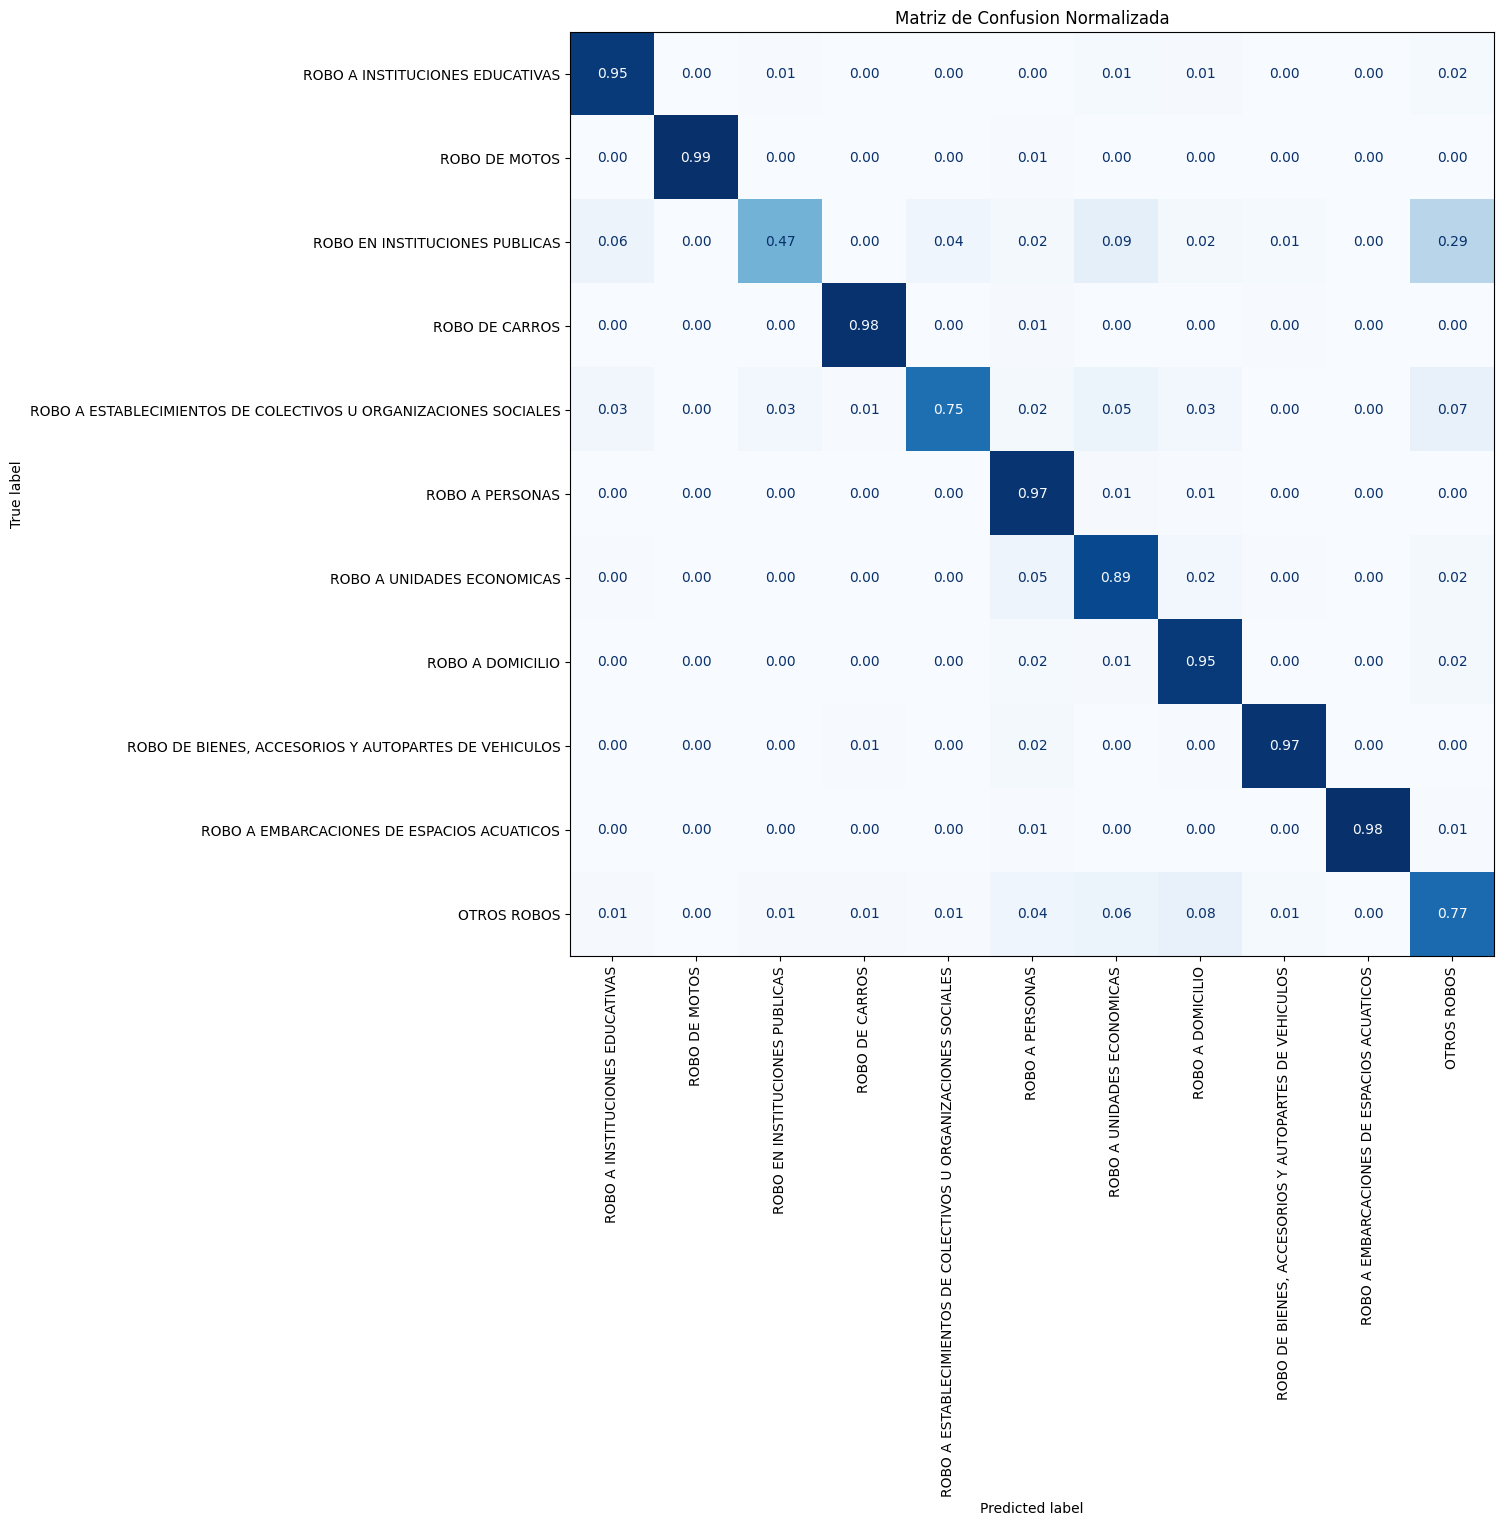 Matriz de Confusion Normalizada
ROBO A INSTITUCIONES EDUCATIVAS 0.95 0.00 0.01 0.00 0.00 0.00 0.01 0.01 0.00 0.00 0.02
ROBO DE MOTOS 0.00 0.99 0.00 0.00 0.00 0.01 0.00 0.00 0.00 0.00 0.00
ROBO EN INSTITUCIONES PUBLICAS 0.06 0.00 0.47 0.00 0.04 0.02 0.09 0.02 0.01 0.00 0.29
ROBO DE CARROS 0.00 0.00 0.00 0.98 0.00 0.01 0.00 0.00 0.00 0.00 0.00
ROBO A ESTABLECIMIENTOS DE COLECTIVOS U ORGANIZACIONES SOCIALES 0.03 0.00 0.03 0.01 0.75 0.02 0.05 0.03 0.00 0.00 0.07
True label
ROBO A PERSONAS 0.00 0.00 0.00 0.00 0.00 0.97 0.01 0.01 0.00 0.00 0.00
ROBO A UNIDADES ECONOMICAS 0.00 0.00 0.00 0.00 0.00 0.05 0.89 0.02 0.00 0.00 0.02
ROBO A DOMICILIO 0.00 0.00 0.00 0.00 0.00 0.02 0.01 0.95 0.00 0.00 0.02
ROBO DE BIENES, ACCESORIOS Y AUTOPARTES DE VEHICULOS 0.00 0.00 0.00 0.01 0.00 0.02 0.00 0.00 0.97 0.00 0.00
ROBO A EMBARCACIONES DE ESPACIOS ACUATICOS 0.00 0.00 0.00 0.00 0.00 0.01 0.00 0.00 0.00 0.98 0.01
OTROS ROBOS 0.01 0.00 0.01 0.01 0.01 0.04 0.06 0.08 0.01 0.00 0.77
ROBO A INSTITUCIONES EDUCATIVAS
ROBO DE MOTOS
ROBO EN INSTITUCIONES PUBLICAS
ROBO DE CARROS
ROBO A ESTABLECIMIENTOS DE COLECTIVOS U ORGANIZACIONES SOCIALES
ROBO A PERSONAS
ROBO A UNIDADES ECONOMICAS
ROBO A DOMICILIO
ROBO DE BIENES, ACCESORIOS Y AUTOPARTES DE VEHICULOS
ROBO A EMBARCACIONES DE ESPACIOS ACUATICOS
OTROS ROBOS
Predicted label